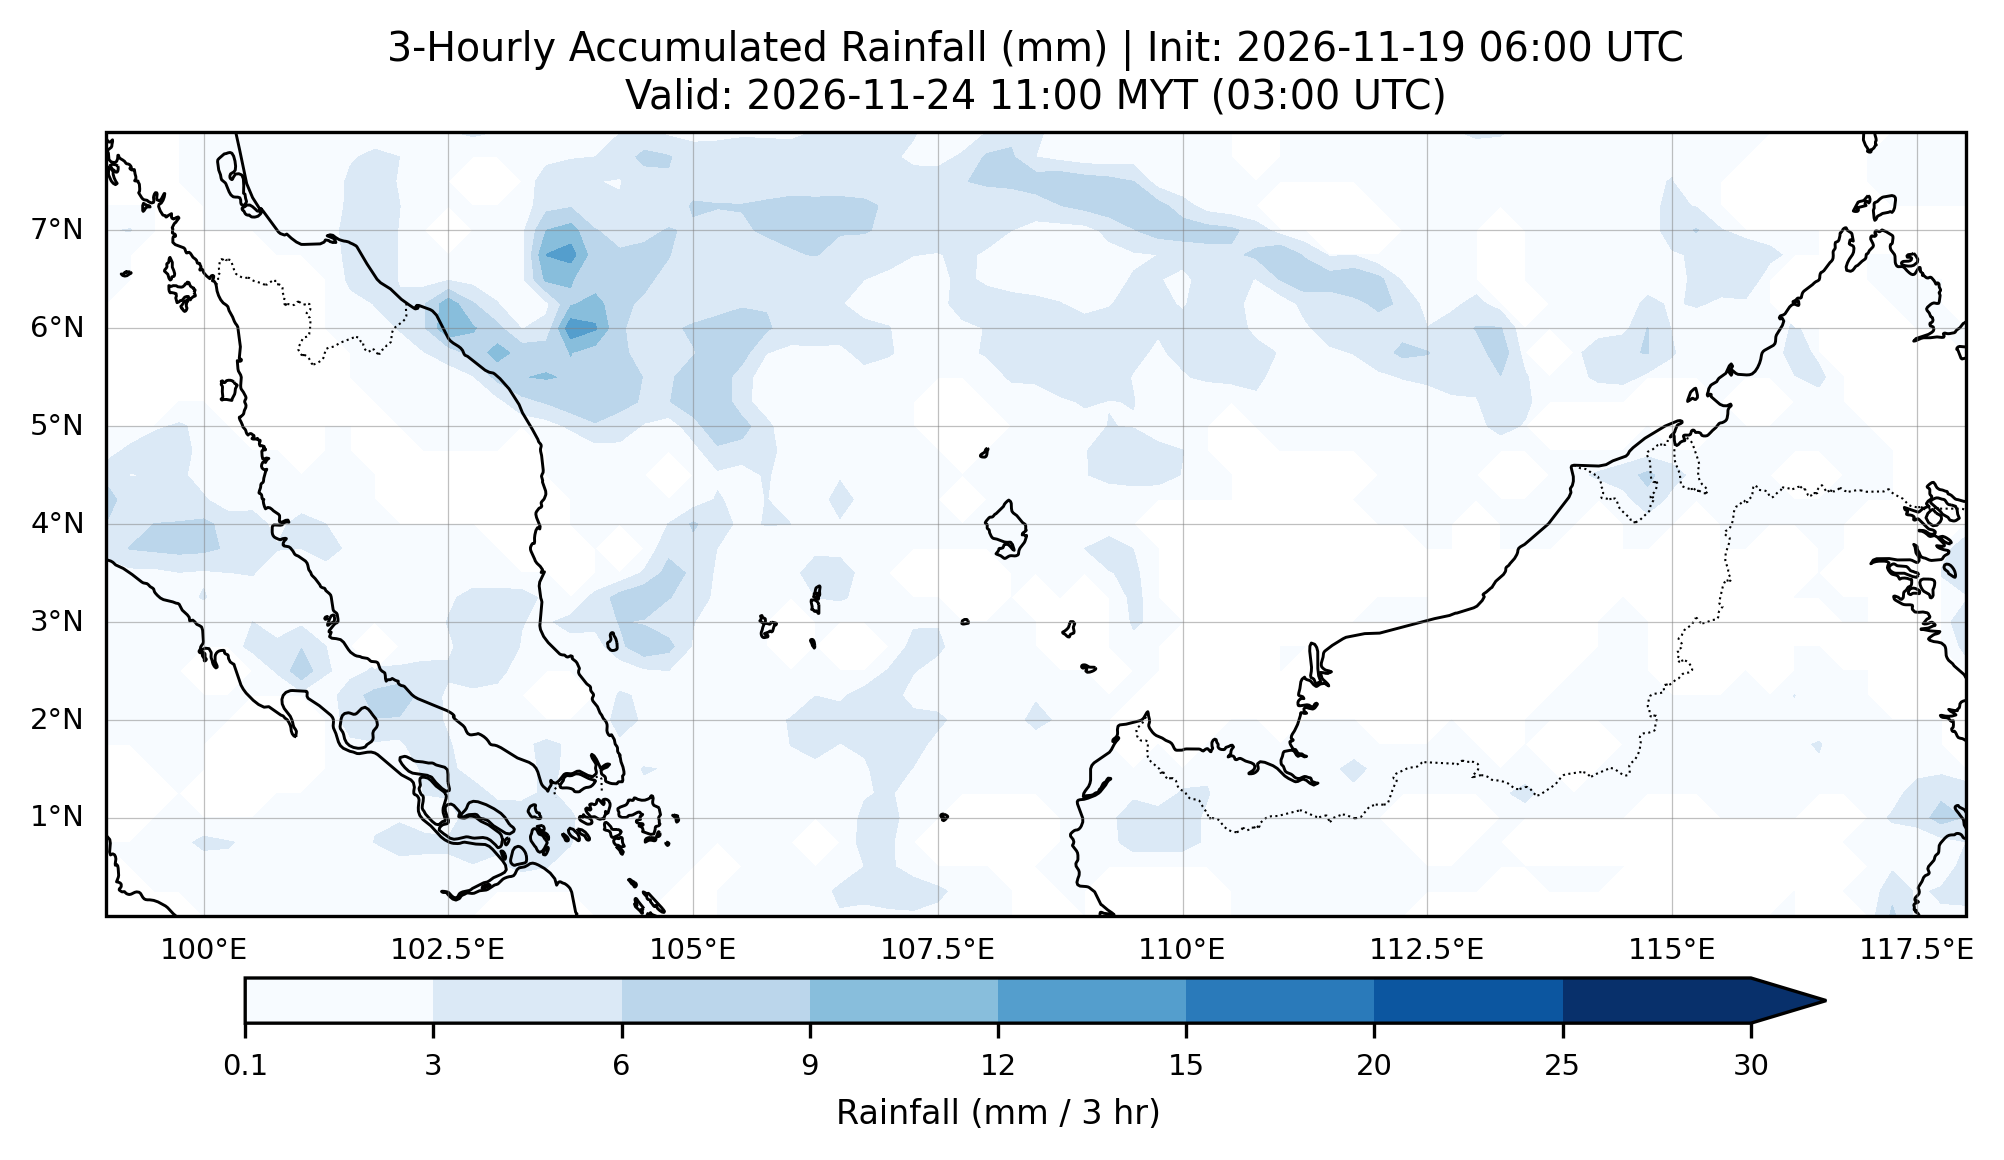 3-Hourly Accumulated Rainfall (mm) | Init: 2026-11-19 06:00 UTC
Valid: 2026-11-24 11:00 MYT (03:00 UTC)
7°N
6°N
5°N
4°N
3°N
2°N
1°N
100°E 102.5°E 105°E 107.5°E 110°E 112.5°E 115°E 117.5°E
0.1 3 6 9 12 15 20 25 30
Rainfall (mm / 3 hr)